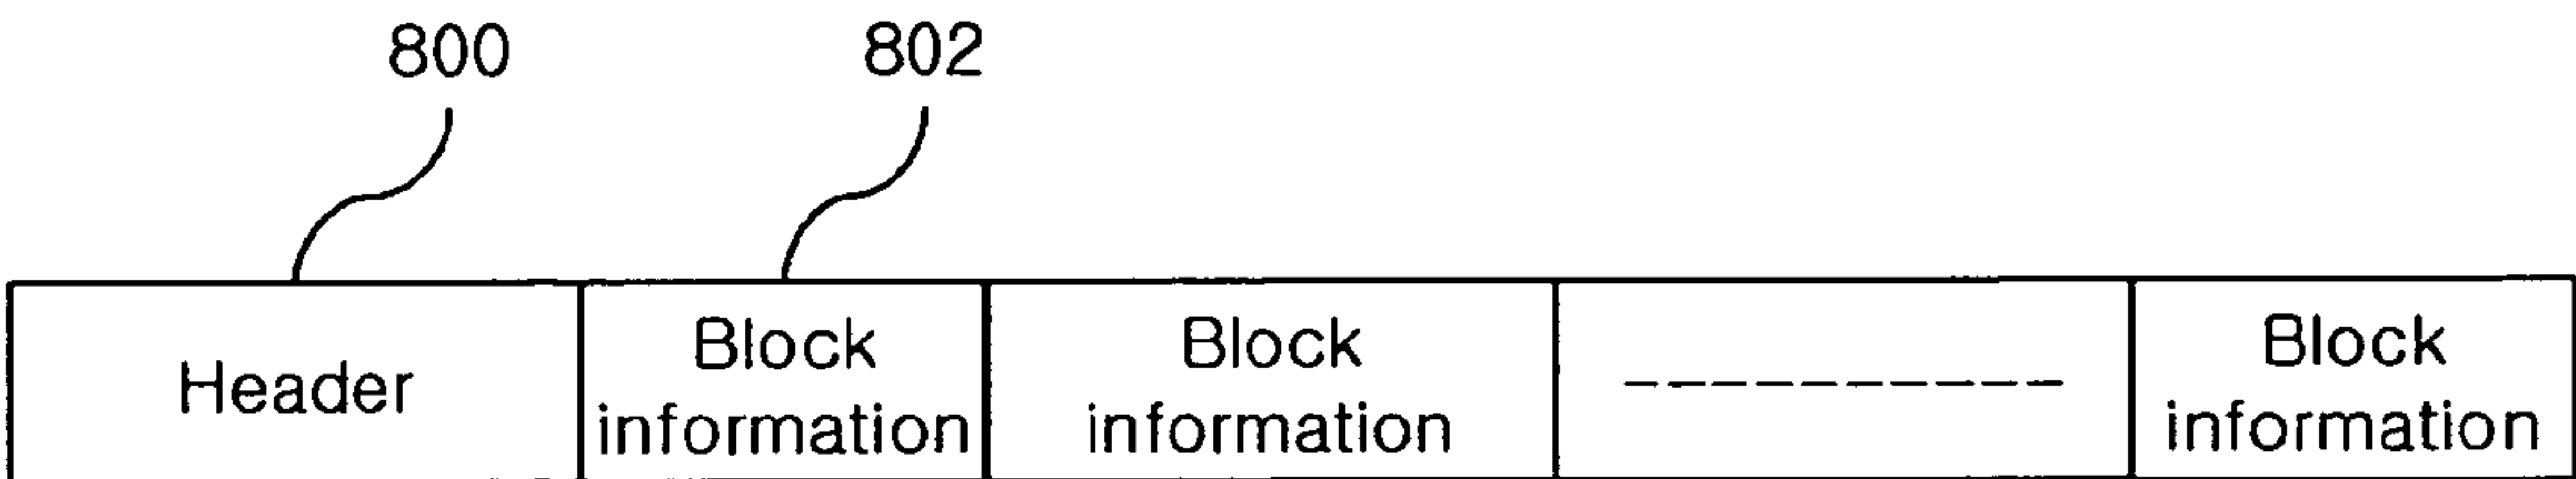 800 802
Header
Block
information
Block
information
Block
information